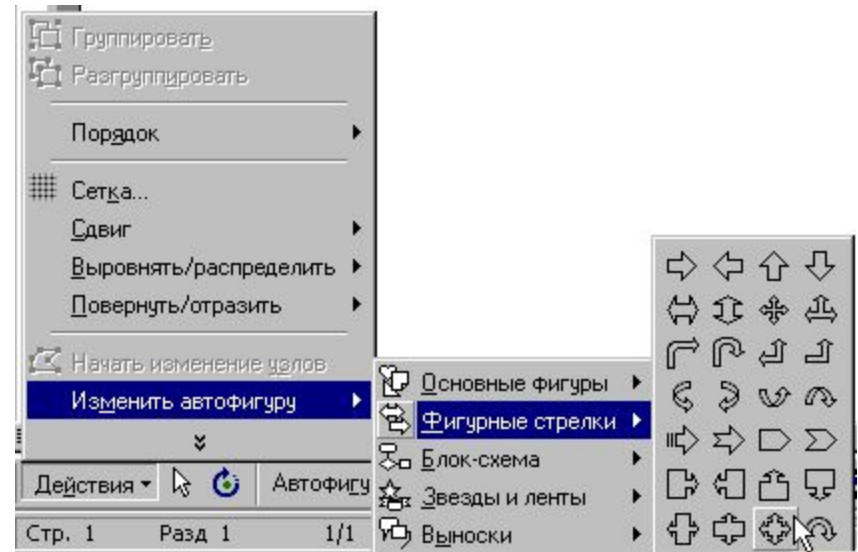 Группировать
Разгруппировать
Порядок
Сетка...
Сдвиг
Выровнять/распределить
Повернуть/отразить
Начать изменение узлов
Изменить автофигуру
Основные фигуры
Фигурные стрелки
Блок-схема
Звезды и ленты
Выноски
Действия Автофигу
Стр. 1 Разд 1 1/1